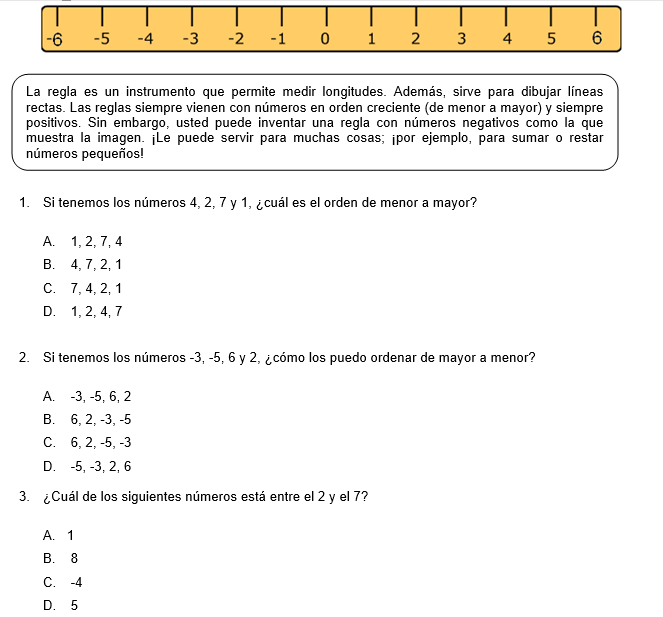 -6 -5 -4 -3 -2 -1 0 1 2 3 4 5 6
La regla es un instrumento que permite medir longitudes. Además, sirve para dibujar líneas
rectas. Las reglas siempre vienen con números en orden creciente (de menor a mayor) y siempre
positivos. Sin embargo, usted puede inventar una regla con números negativos como la que
muestra la imagen. ¡Le puede servir para muchas cosas; ¡por ejemplo, para sumar o restar
números pequeños!
1. Si tenemos los números 4, 2, 7 y 1, ¿cuál es el orden de menor a mayor?
A. 1, 2, 7, 4
B. 4, 7, 2, 1
C. 7, 4, 2, 1
D. 1, 2, 4, 7
2. Si tenemos los números -3, -5, 6 y 2, ¿cómo los puedo ordenar de mayor a menor?
A. -3, -5, 6, 2
B. 6, 2, -3, -5
C. 6, 2, -5, -3
D. -5, -3, 2, 6
3. ¿Cuál de los siguientes números está entre el 2 y el 7?
A. 1
B. 8
C. -4
D. 5